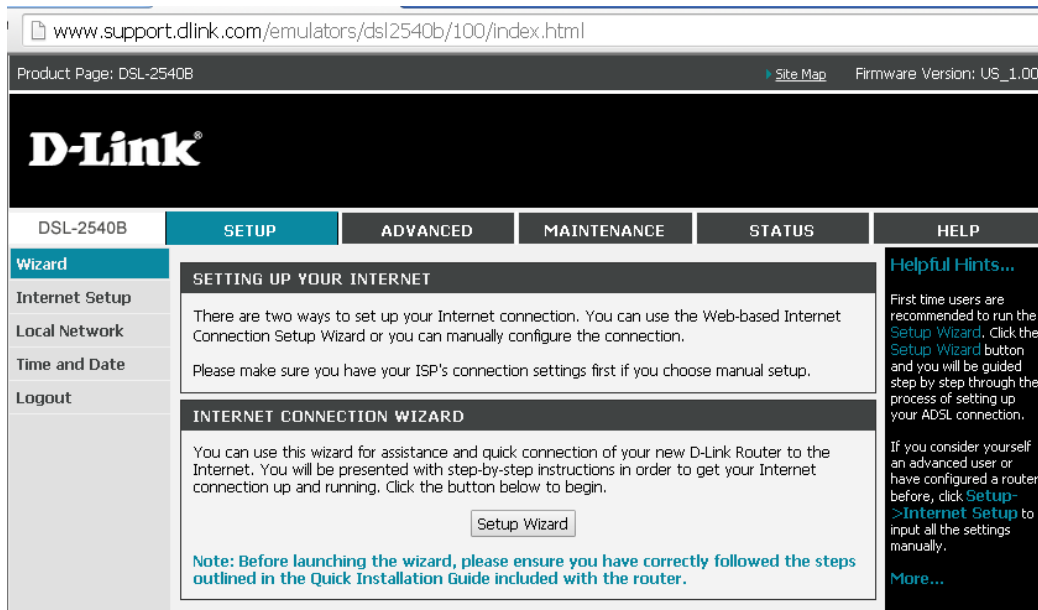 www.support.dlink.com/emulators/dsl2540b/100/index.html
Product Page: DSL-2540B Site Map Firmware Version: US_1.00
D-Link®
DSL-2540B SETUP ADVANCED MAINTENANCE STATUS HELP
Wizard
Internet Setup
Local Network
Time and Date
Logout
SETTING UP YOUR INTERNET
There are two ways to set up your Internet connection. You can use the Web-based Internet
Connection Setup Wizard or you can manually configure the connection.
Please make sure you have your ISP's connection settings first if you choose manual setup.
INTERNET CONNECTION WIZARD
You can use this wizard for assistance and quick connection of your new D-Link Router to the
Internet. You will be presented with step-by-step instructions in order to get your Internet
connection up and running. Click the button below to begin.
Setup Wizard
Note: Before launching the wizard, please ensure you have correctly followed the steps
outlined in the Quick Installation Guide included with the router.
Helpful Hints...
First time users are
recommended to run the
Setup Wizard. Click the
Setup Wizard button
and you will be guided
step by step through the
process of setting up
your ADSL connection.
If you consider yourself
an advanced user or
have configured a router
before, click Setup-
>Internet Setup to
input all the settings
manually.
More...